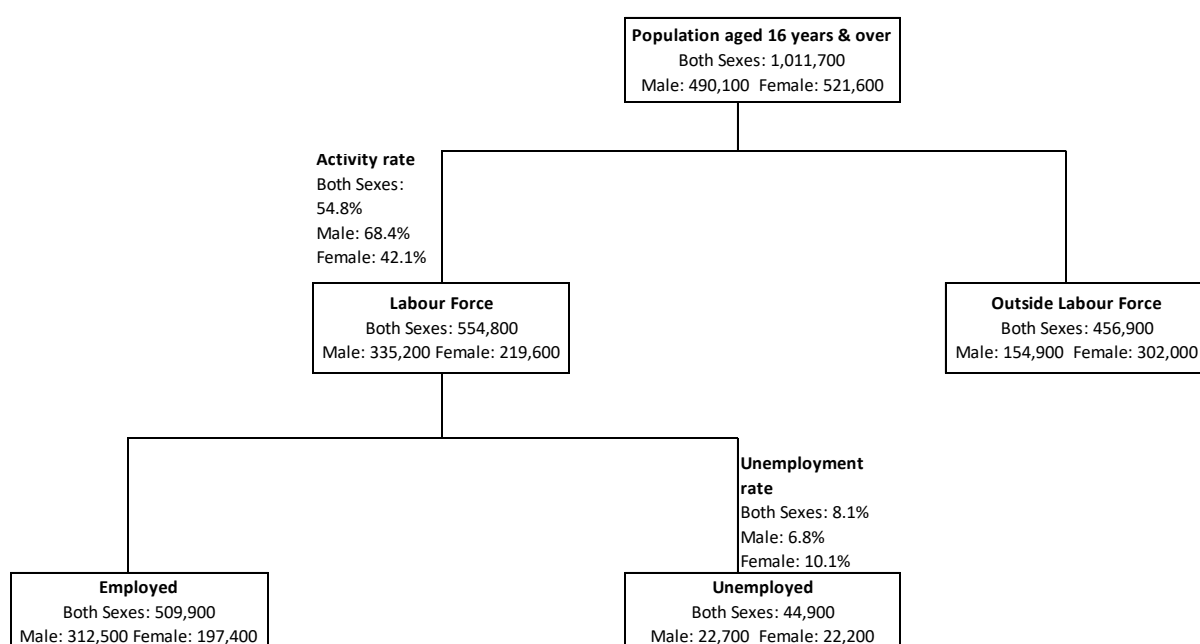 Population aged 16 years & over
Both Sexes: 1,011,700
Male: 490,100  Female: 521,600
Activity rate
Both Sexes:
54.8%
Male: 68.4%
Female: 42.1%
Labour Force
Both Sexes: 554,800
Male: 335,200 Female: 219,600
Outside Labour Force
Both Sexes: 456,900
Male: 154,900  Female: 302,000
Unemployment
rate
Both Sexes: 8.1%
Male: 6.8%
Female: 10.1%
Employed
Both Sexes: 509,900
Male: 312,500 Female: 197,400
Unemployed
Both Sexes: 44,900
Male: 22,700  Female: 22,200